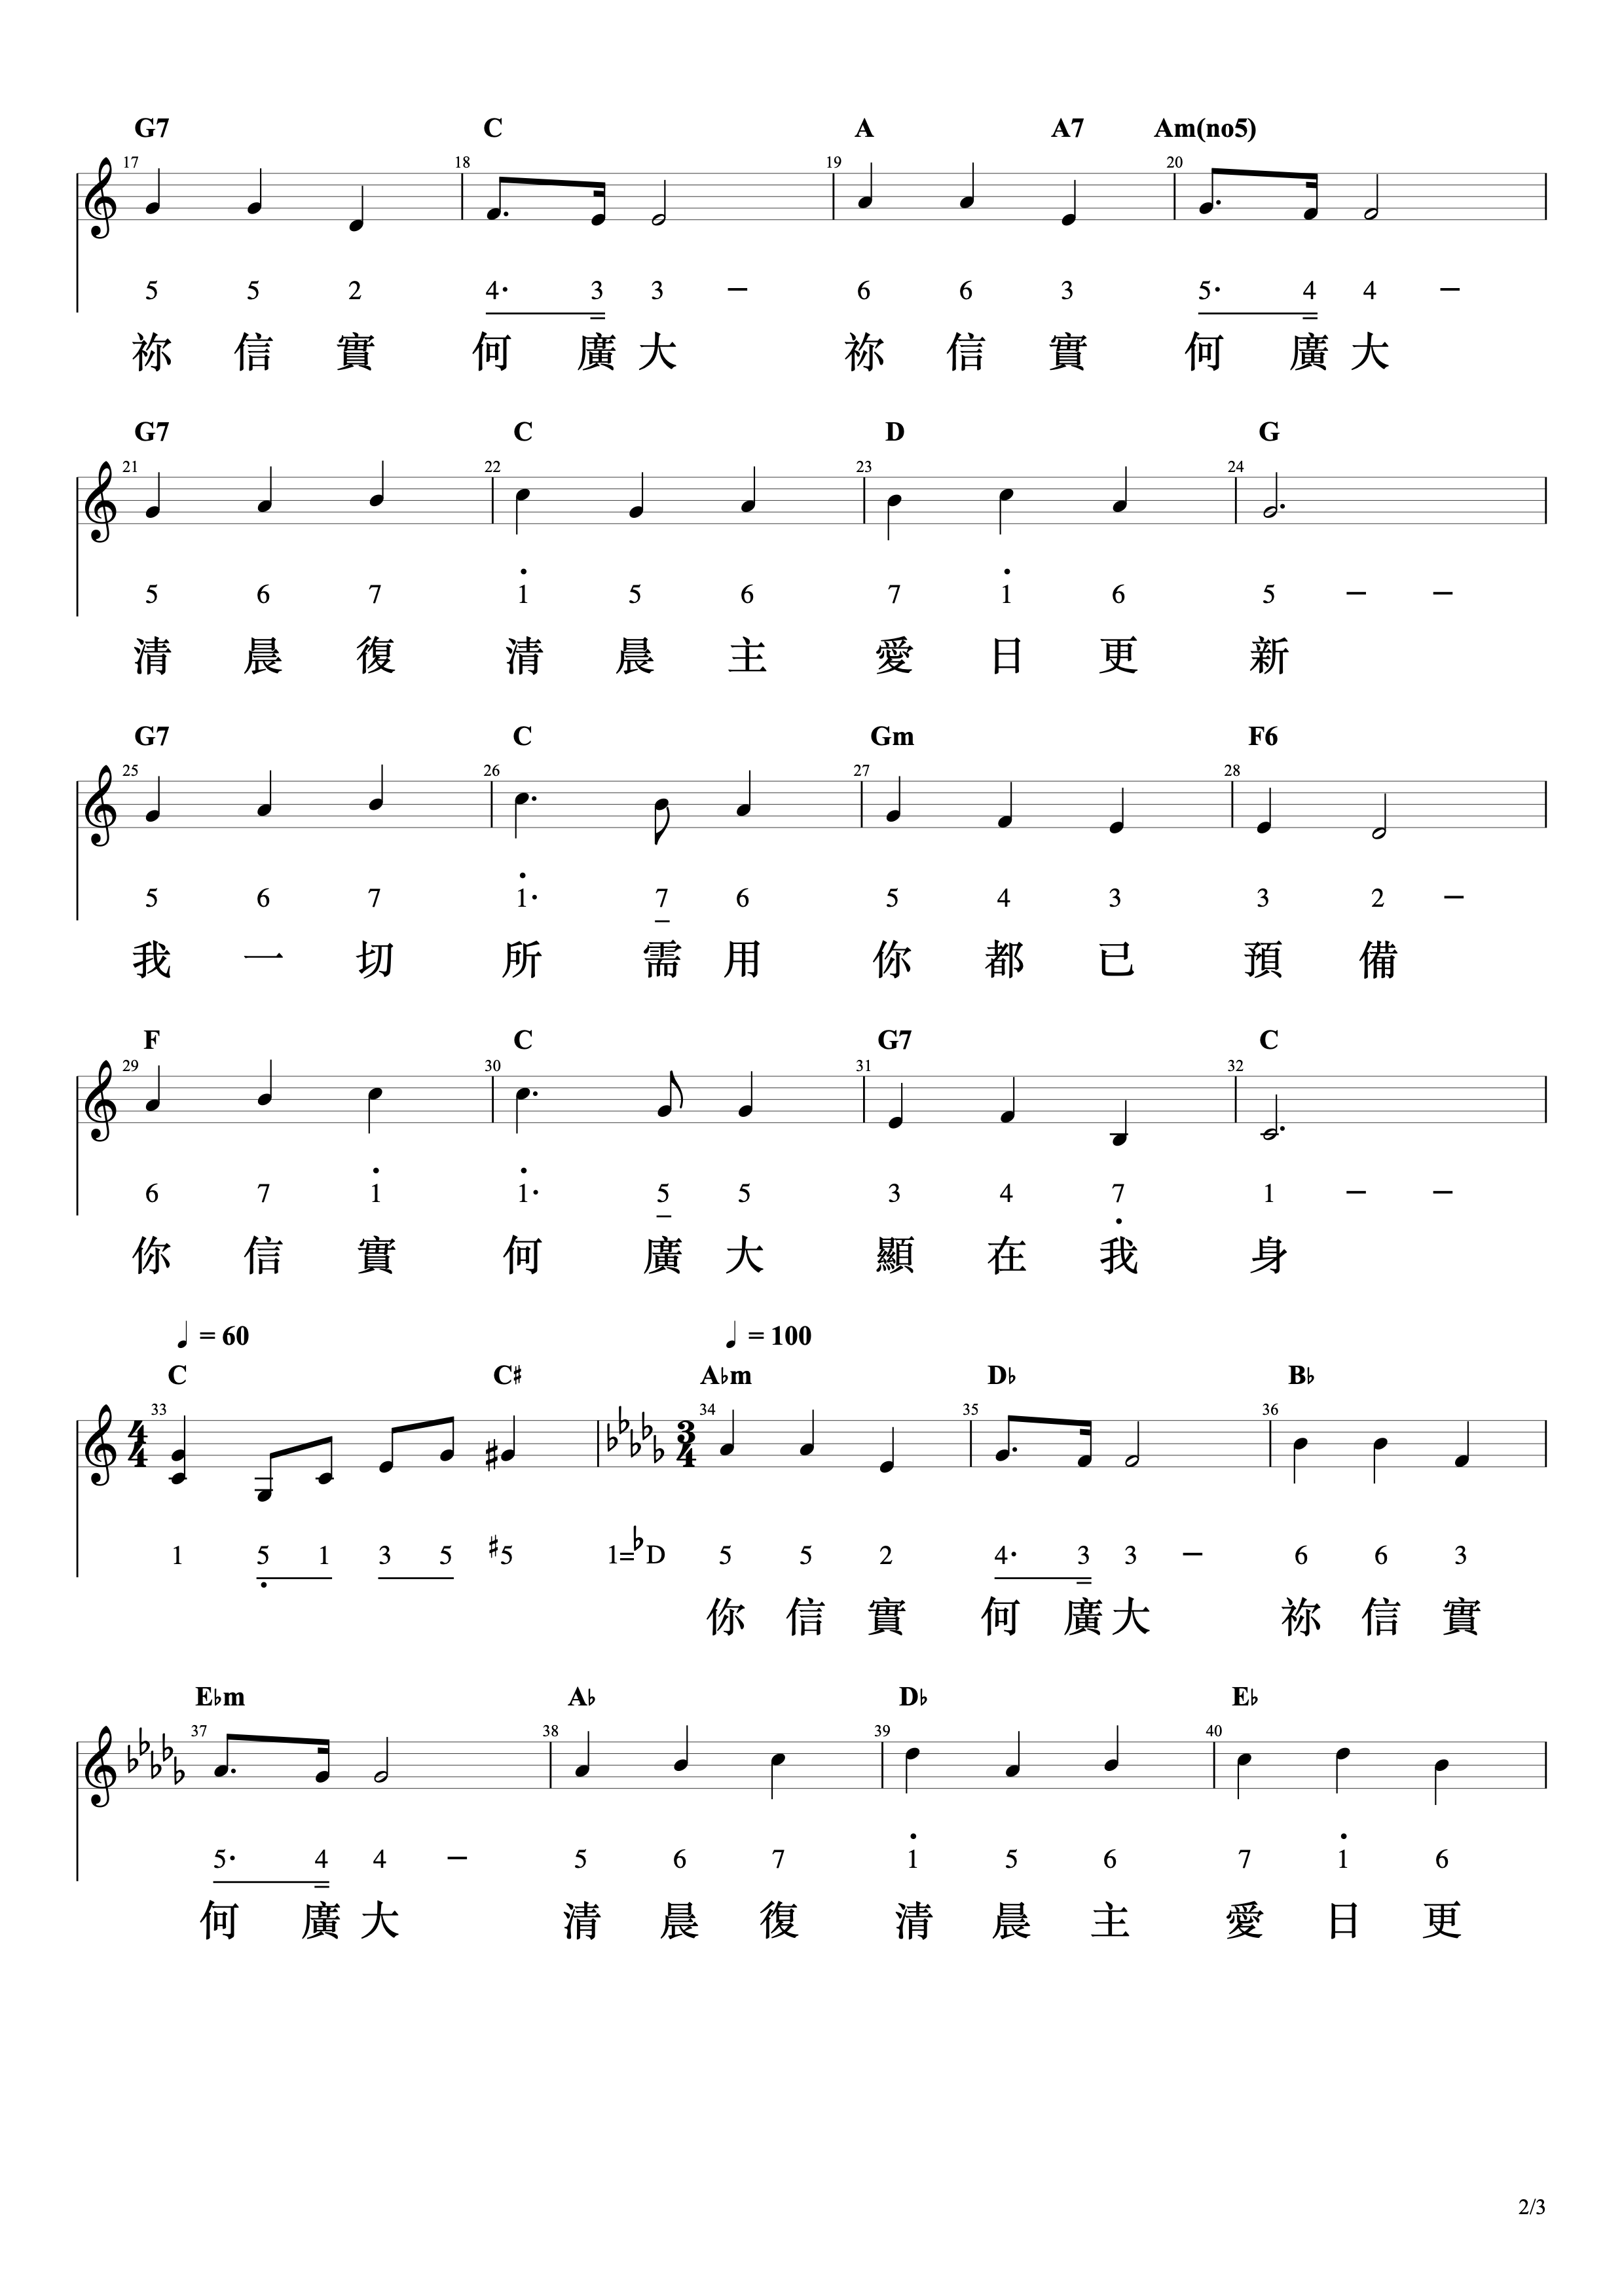 G7 C A A7 Am(no5)
17 18 19 20
5 5 2 4· 3 3 – 6 6 3 5· 4 4 –
祢 信 實 何 廣 大 祢 信 實 何 廣 大
G7 C D G
21 22 23 24
5 6 7 1 5 6 7 1 6 5 – –
清 晨 復 清 晨 主 愛 日 更 新
G7 C Gm F6
25 26 27 28
5 6 7 1· 7 6 5 4 3 3 2 –
我 一 切 所 需 用 你 都 已 預 備
F C G7 C
29 30 31 32
6 7 1 1· 5 5 3 4 7 1 – –
你 信 實 何 廣 大 顯 在 我 身
♩ = 60 ♩ = 100
C C♯ A♭m D♭ B♭
33 34 35 36
4 4 3 4
1 5 1 3 5 ♯5 1=♭D 5 5 2 4· 3 3 – 6 6 3
你 信 實 何 廣 大 祢 信 實
E♭m A♭ D♭ E♭
37 38 39 40
5· 4 4 – 5 6 7 1 5 6 7 1 6
何 廣 大 清 晨 復 清 晨 主 愛 日 更
2/3